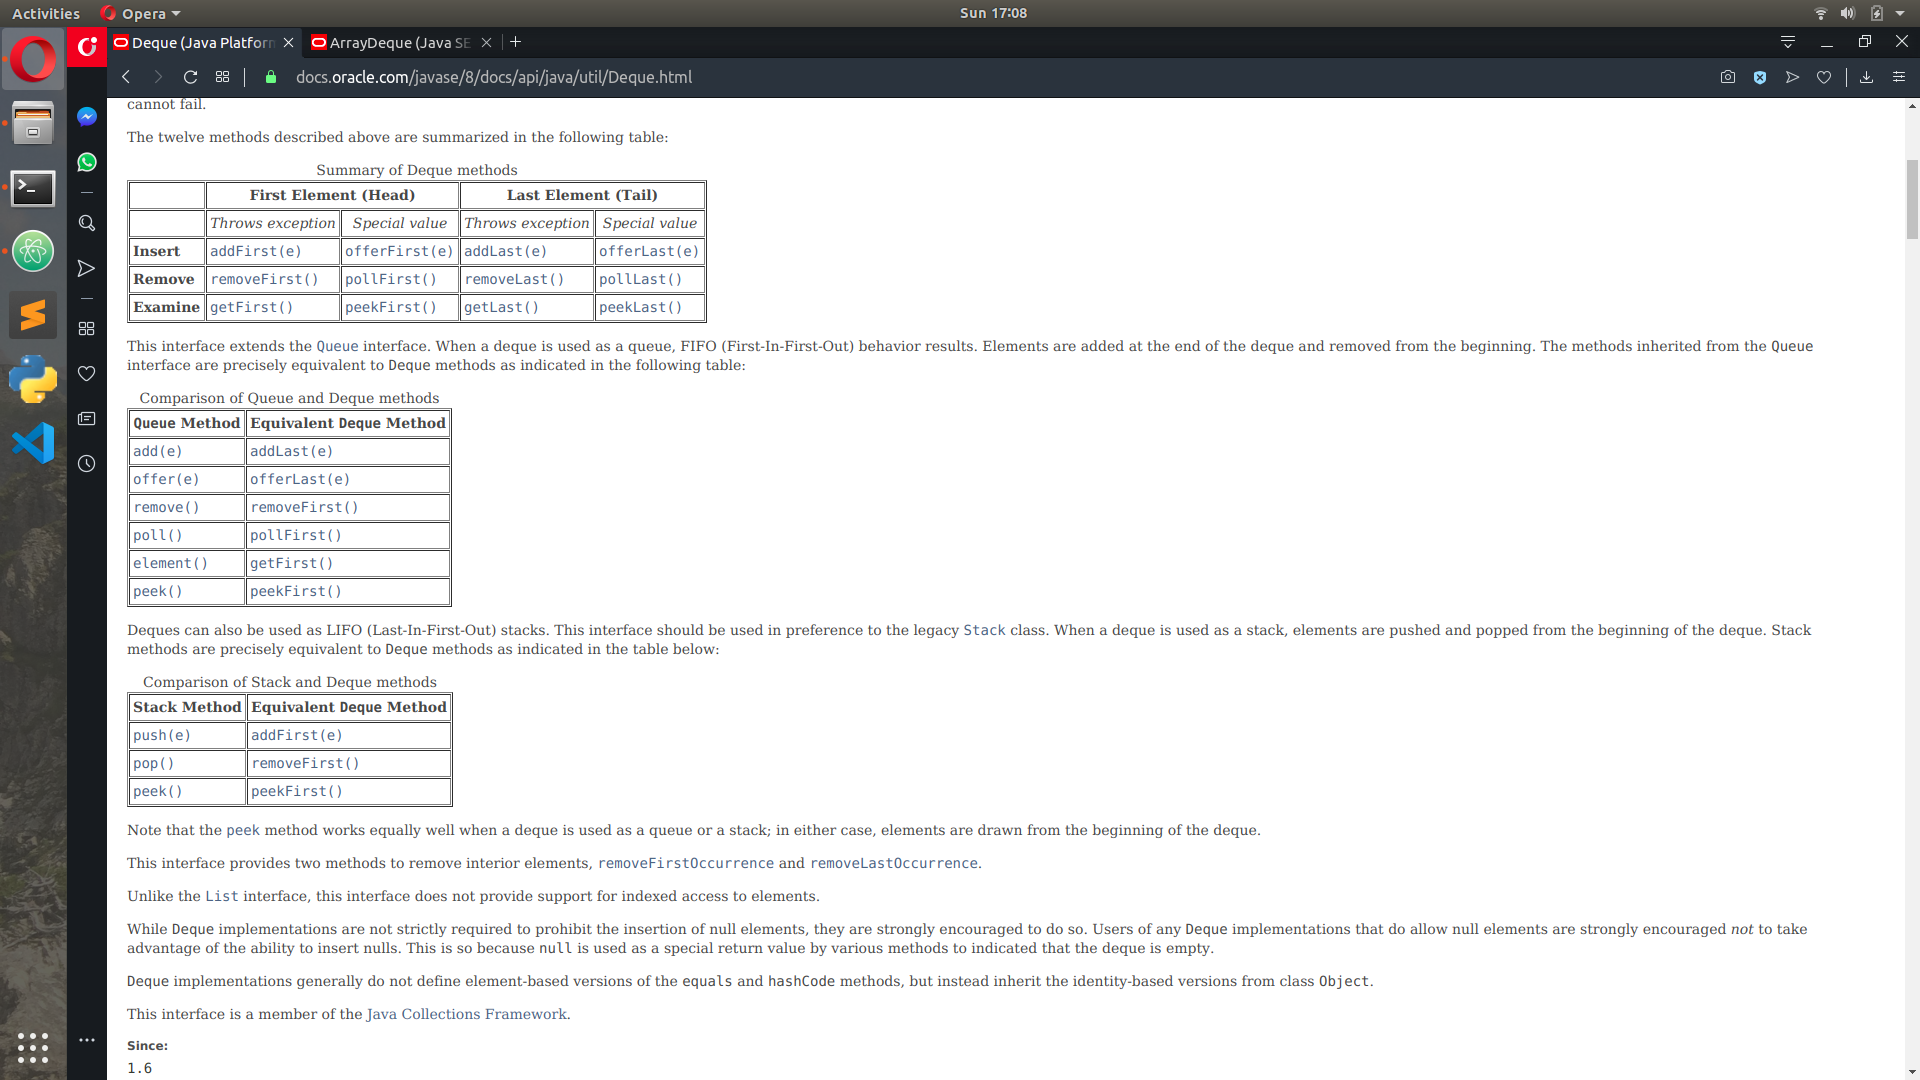 Activities Opera Sun 17:08
Deque (Java Platforn ArrayDeque (Java SE
docs.oracle.com/javase/8/docs/api/java/util/Deque.html
cannot fail.
The twelve methods described above are summarized in the following table:
Summary of Deque methods
First Element (Head) Last Element (Tail)
Throws exception Special value Throws exception Special value
Insert addFirst(e) offerFirst(e) addLast(e) offerLast(e)
Remove removeFirst() pollFirst() removeLast() pollLast()
Examine getFirst() peekFirst() getLast() peekLast()
This interface extends the Queue interface. When a deque is used as a queue, FIFO (First-In-First-Out) behavior results. Elements are added at the end of the deque and removed from the beginning. The methods inherited from the Queue
interface are precisely equivalent to Deque methods as indicated in the following table:
Comparison of Queue and Deque methods
Queue Method Equivalent Deque Method
add(e) addLast(e)
offer(e) offerLast(e)
remove() removeFirst()
poll() pollFirst()
element() getFirst()
peek() peekFirst()
Deques can also be used as LIFO (Last-In-First-Out) stacks. This interface should be used in preference to the legacy Stack class. When a deque is used as a stack, elements are pushed and popped from the beginning of the deque. Stack
methods are precisely equivalent to Deque methods as indicated in the table below:
Comparison of Stack and Deque methods
Stack Method Equivalent Deque Method
push(e) addFirst(e)
pop() removeFirst()
peek() peekFirst()
Note that the peek method works equally well when a deque is used as a queue or a stack; in either case, elements are drawn from the beginning of the deque.
This interface provides two methods to remove interior elements, removeFirstOccurrence and removeLastOccurrence.
Unlike the List interface, this interface does not provide support for indexed access to elements.
While Deque implementations are not strictly required to prohibit the insertion of null elements, they are strongly encouraged to do so. Users of any Deque implementations that do allow null elements are strongly encouraged not to take
advantage of the ability to insert nulls. This is so because null is used as a special return value by various methods to indicated that the deque is empty.
Deque implementations generally do not define element-based versions of the equals and hashCode methods, but instead inherit the identity-based versions from class Object.
This interface is a member of the Java Collections Framework.
Since:
1.6